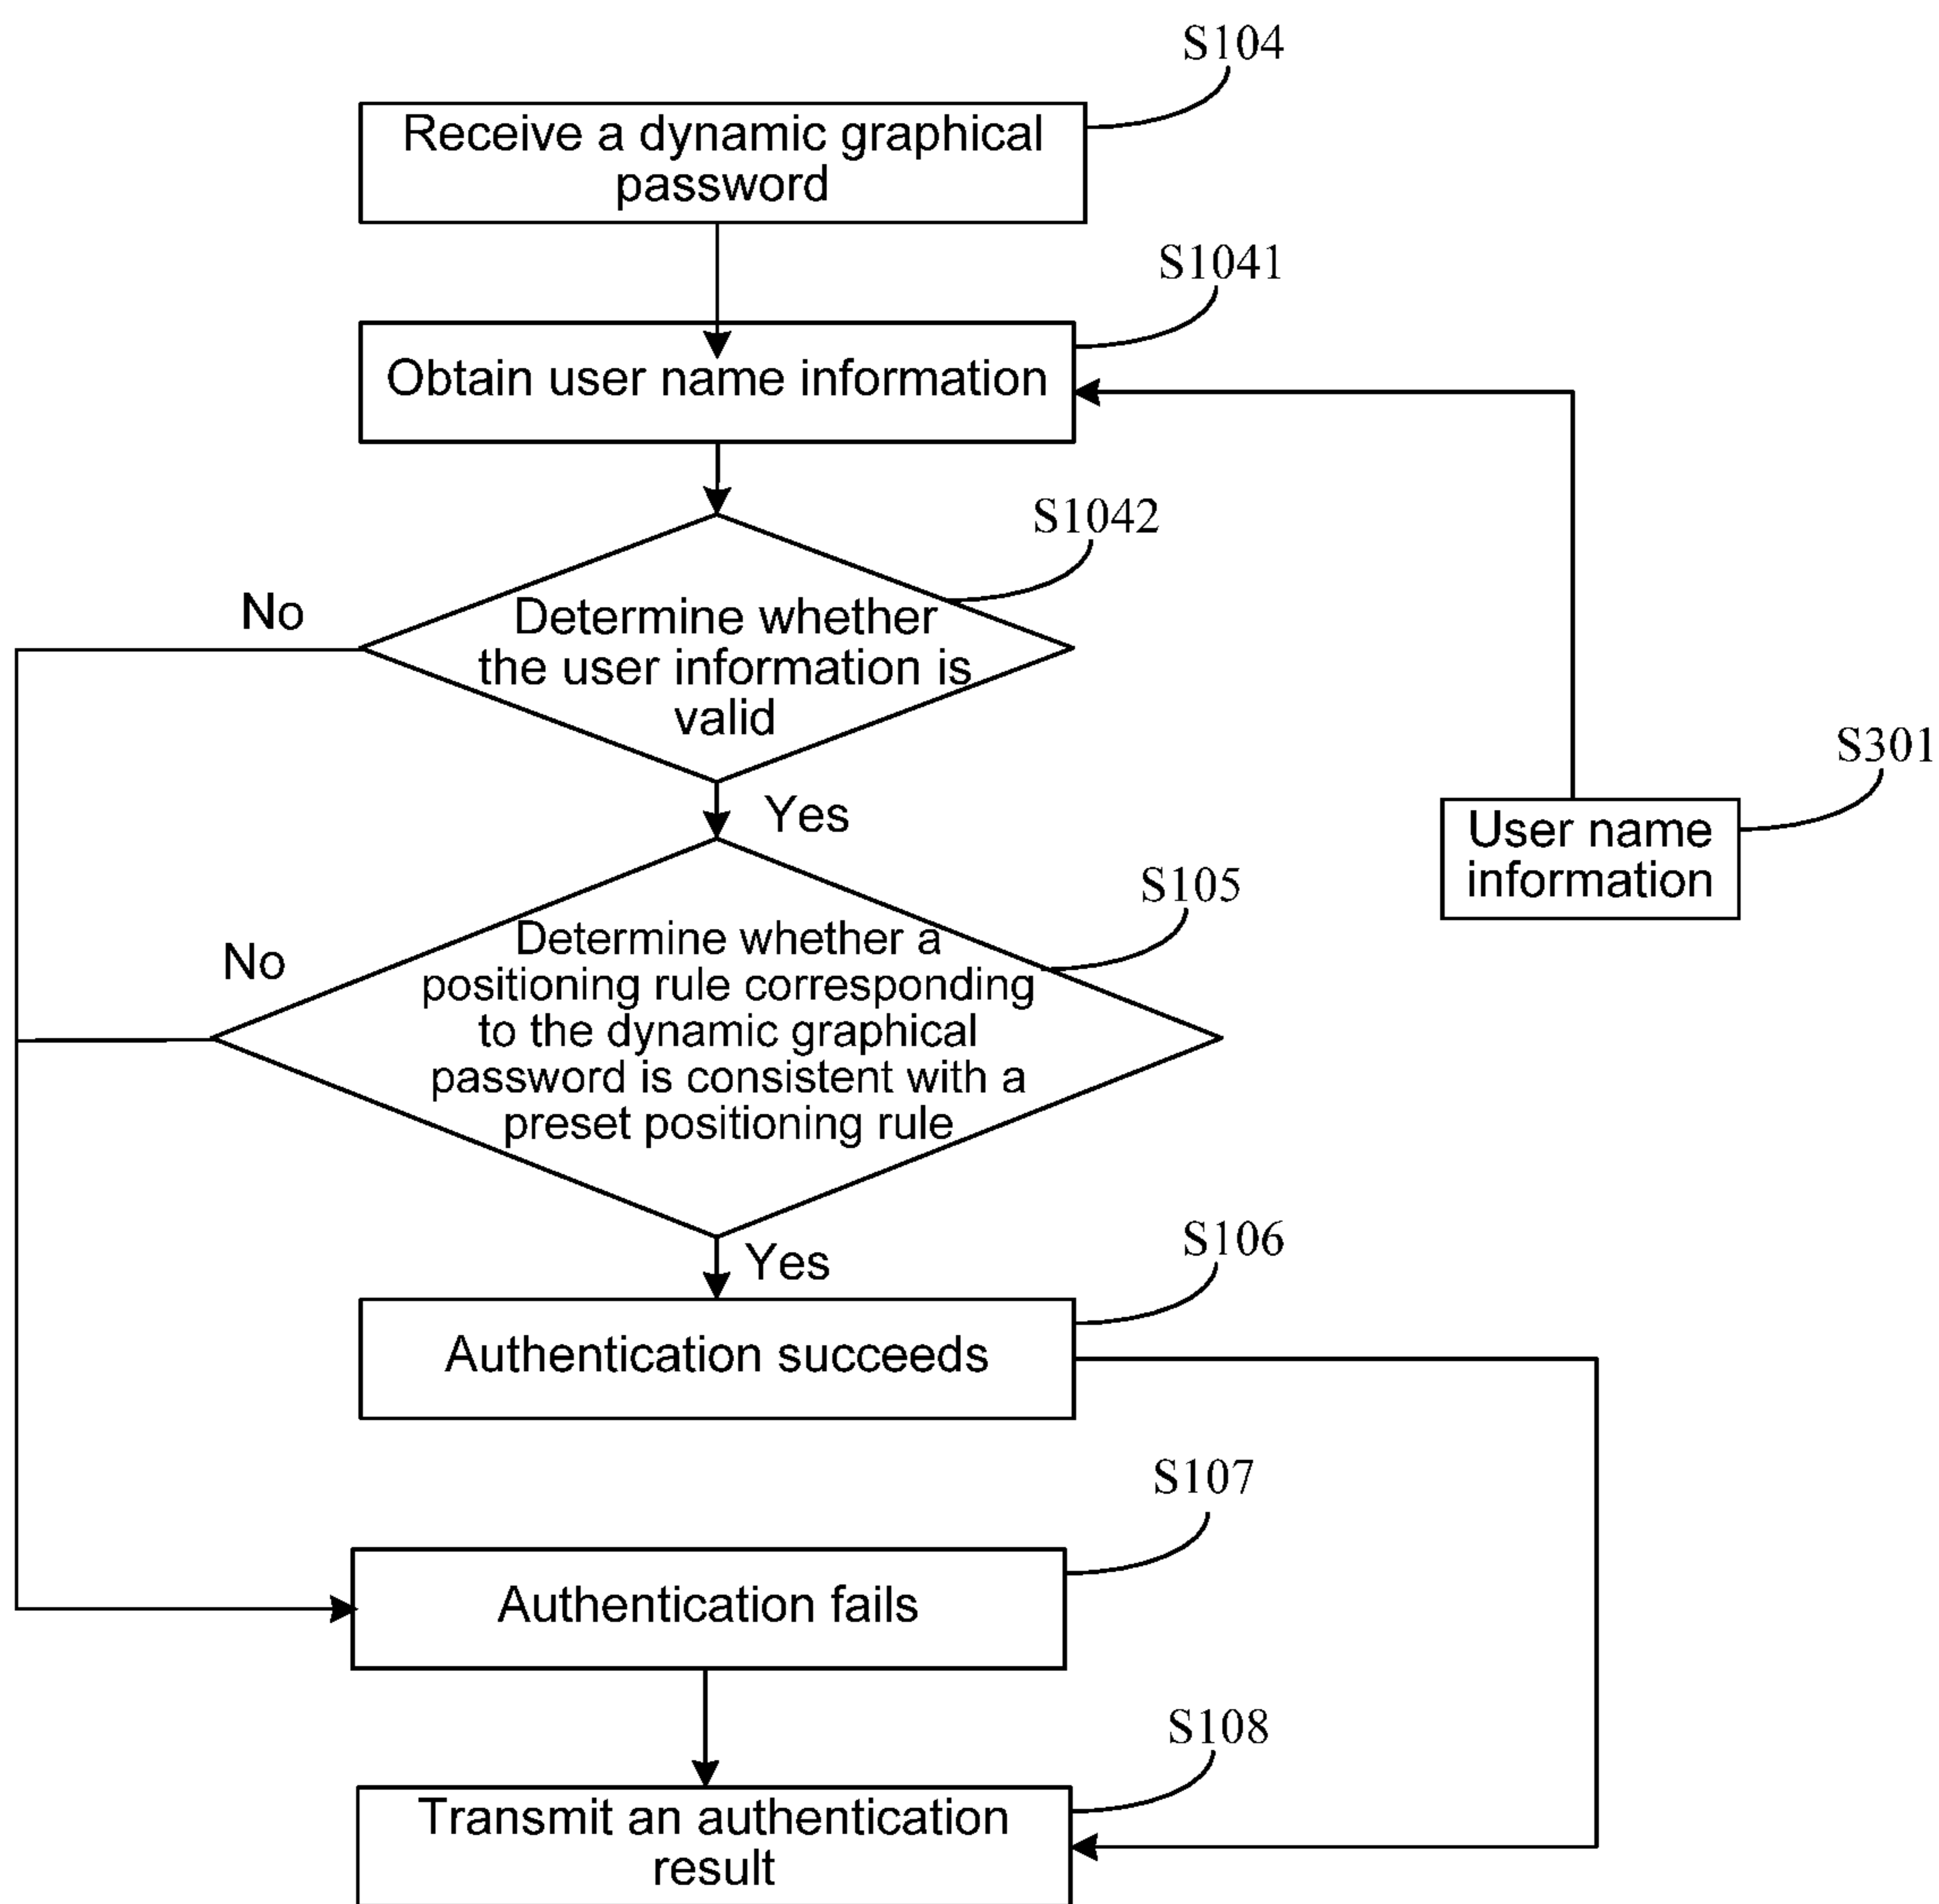 S104
Receive a dynamic graphical
password
S1041
Obtain user name information
S1042
No
Determine whether
the user information is
valid
Yes
S301
User name
information
S105
No
Determine whether a
positioning rule corresponding
to the dynamic graphical
password is consistent with a
preset positioning rule
Yes
S106
Authentication succeeds
S107
Authentication fails
S108
Transmit an authentication
result